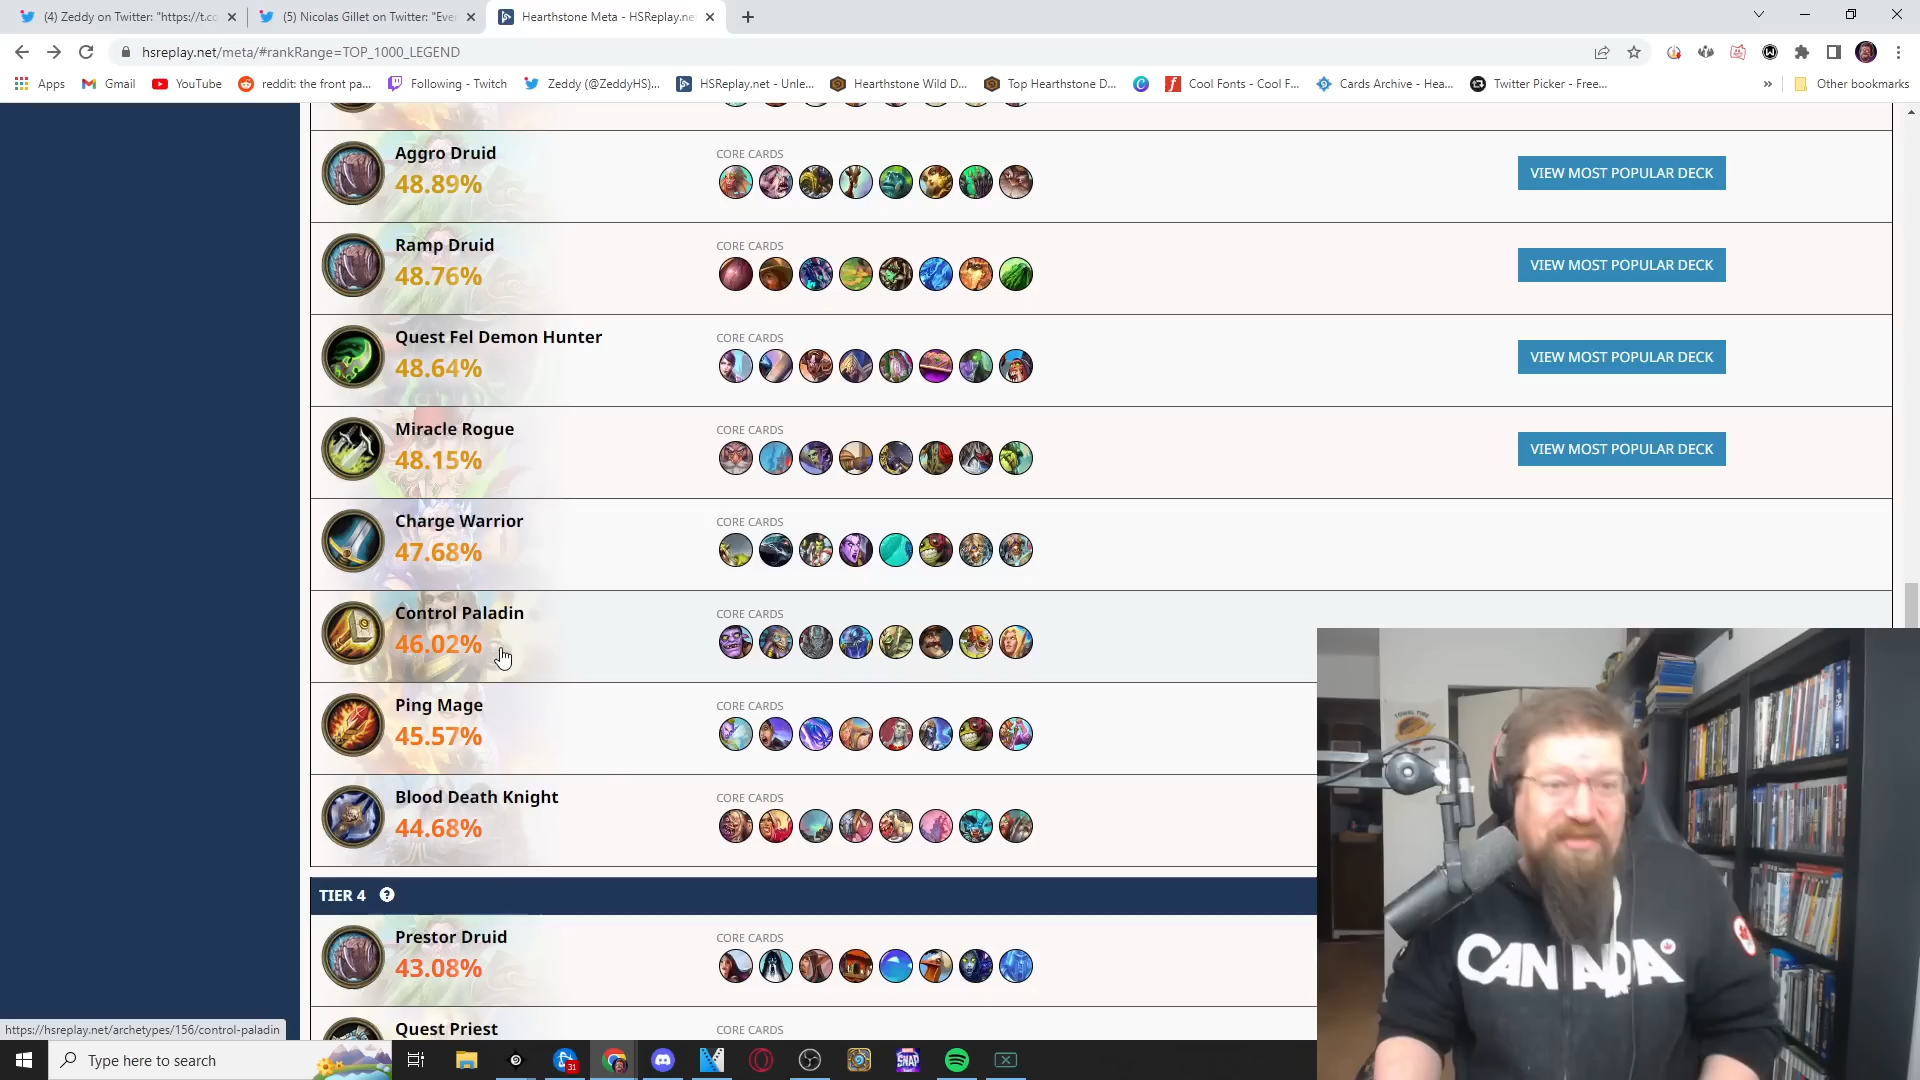 (4) Zeddy on Twitter: "https://t.co
(5) Nicolas Gillet on Twitter: "Ever
Hearthstone Meta - HSReplay.ne
hsreplay.net/meta/#rankRange=TOP_1000_LEGEND
Apps
Gmail
YouTube
reddit: the front pa...
Following - Twitch
Zeddy (@ZeddyHS)...
HSReplay.net - Unle...
Hearthstone Wild D...
Top Hearthstone D...
Cool Fonts - Cool F...
Cards Archive - Hea...
Twitter Picker - Free...
»
Other bookmarks
Aggro Druid
48.89%
CORE CARDS
VIEW MOST POPULAR DECK
Ramp Druid
48.76%
CORE CARDS
VIEW MOST POPULAR DECK
Quest Fel Demon Hunter
48.64%
CORE CARDS
VIEW MOST POPULAR DECK
Miracle Rogue
48.15%
CORE CARDS
VIEW MOST POPULAR DECK
Charge Warrior
47.68%
CORE CARDS
Control Paladin
46.02%
CORE CARDS
Ping Mage
45.57%
CORE CARDS
Blood Death Knight
44.68%
CORE CARDS
TIER 4 ?
Prestor Druid
43.08%
CORE CARDS
Quest Priest
CORE CARDS
CANADA
https://hsreplay.net/archetypes/156/control-paladin
Type here to search
31
SNAP